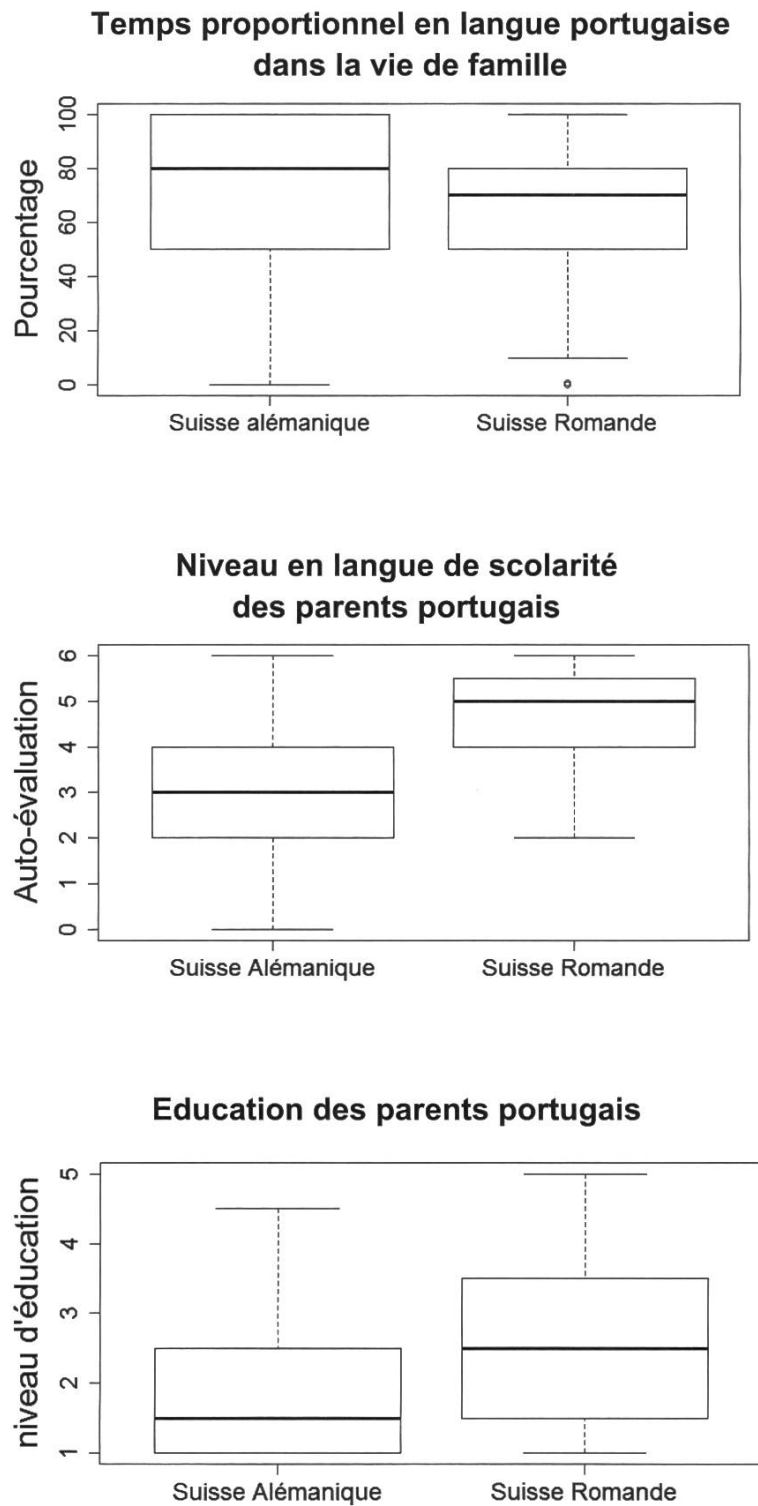 Temps proportionnel en langue portugaise
dans la vie de famille
Pourcentage
100
80
60
40
20
0
Suisse alémanique
Suisse Romande
Niveau en langue de scolarité
des parents portugais
Auto-évaluation
6
5
4
3
2
1
0
Suisse Alémanique
Suisse Romande
Education des parents portugais
niveau d'éducation
5
4
3
2
1
Suisse Alémanique
Suisse Romande